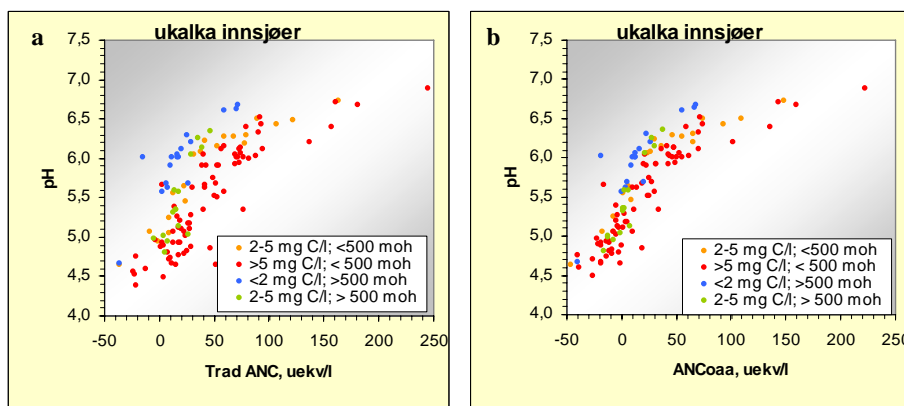 a
ukalka innsjøer
7,5
7,0
6,5
6,0
5,5
5,0
4,5
4,0
pH
-50 0 50 100 150 200 250
Trad ANC, uekv/l
2-5 mg C/l; <500 moh
>5 mg C/l; < 500 moh
<2 mg C/l; >500 moh
2-5 mg C/l; > 500 moh
b
ukalka innsjøer
7,5
7,0
6,5
6,0
5,5
5,0
4,5
4,0
pH
-50 0 50 100 150 200 250
ANCoaa, uekv/l
2-5 mg C/l; <500 moh
>5 mg C/l; < 500 moh
<2 mg C/l; >500 moh
2-5 mg C/l; > 500 moh